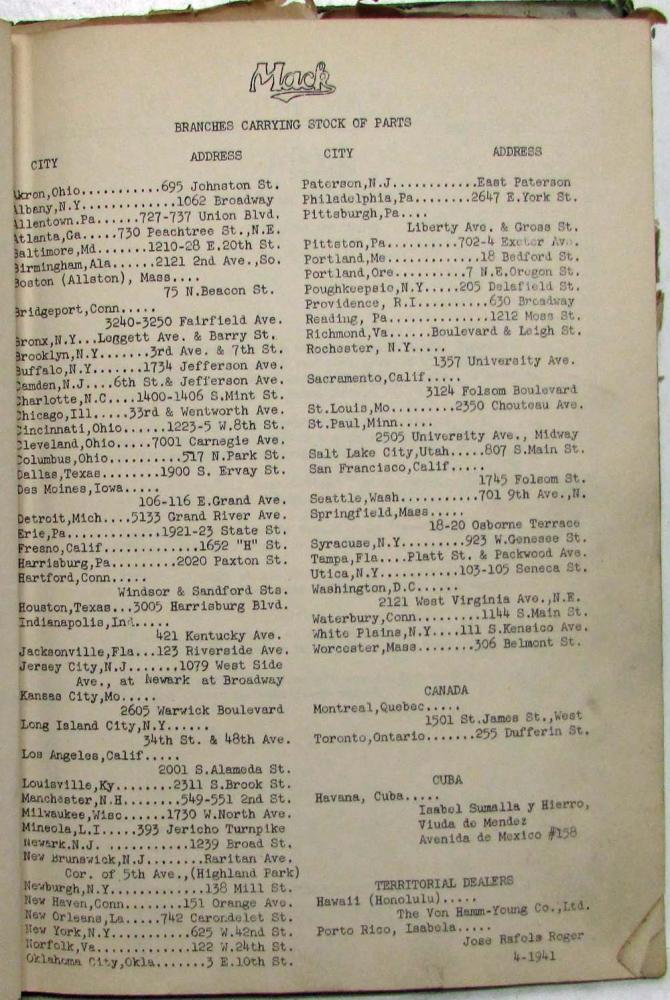 Mack
BRANCHES CARRYING STOCK OF PARTS
CITY ADDRESS
Akron,Ohio...........695 Johnston St.
Albany,N.Y.............1062 Broadway
Allentown.Pa......727-737 Union Blvd.
Atlanta,Ga.....730 Peachtree St.,N.E.
Baltimore,Md.......1210-28 E.20th St.
Birmingham,Ala.....2121 2nd Ave.,So.
Boston (Allston), Mass....
75 N.Beacon St.
Bridgeport,Conn.....
3240-3250 Fairfield Ave.
Bronx,N.Y...Leggett Ave. & Barry St.
Brooklyn,N.Y.......3rd Ave. & 7th St.
Buffalo,N.Y.......1734 Jefferson Ave.
Camden,N.J....6th St.& Jefferson Ave.
Charlotte,N.C....1400-1406 S.Mint St.
Chicago,Ill....33rd & Wentworth Ave.
Cincinnati,Ohio......1223-5 W.8th St.
Cleveland,Ohio.....7001 Carnegie Ave.
Columbus,Ohio..........517 N.Park St.
Dallas,Texas........1900 S. Ervay St.
Des Moines,Iowa.....
106-116 E.Grand Ave.
Detroit,Mich....5133 Grand River Ave.
Erie,Pa.............1921-23 State St.
Fresno,Calif.............1652 "H" St.
Harrisburg,Pa.........2020 Paxton St.
Hartford,Conn.....
Windsor & Sandford Sts.
Houston,Texas...3005 Harrisburg Blvd.
Indianapolis,Ind.....
421 Kentucky Ave.
Jacksonville,Fla...123 Riverside Ave.
Jersey City,N.J.......1079 West Side
Ave., at Newark at Broadway
Kansas City,Mo.....
2605 Warwick Boulevard
Long Island City,N.Y......
34th St. & 48th Ave.
Los Angeles,Calif.....
2001 S.Alameda St.
Louisville,Ky........2311 S.Brook St.
Manchester,N.H.......549-551 2nd St.
Milwaukee,Wisc.....1730 W.North Ave.
Mineola,L.I.....393 Jericho Turnpike
Newark.N.J. ..........1239 Broad St.
New Brunswick,N.J........Raritan Ave.
Cor. of 5th Ave.,(Highland Park)
Newburgh,N.Y............138 Mill St.
New Haven,Conn........151 Orange Ave.
New Orleans,La....742 Carondelet St.
New York,N.Y..........625 W.42nd St.
Norfolk,Va............122 W.24th St.
Oklahoma City,Okla.......3 E.10th St.
CITY ADDRESS
Paterson,N.J...........East Paterson
Philadelphia,Pa.......2647 E.York St.
Pittsburgh,Pa....
Liberty Ave. & Gross St.
Pittston,Pa.........702-4 Exeter Ave.
Portland,Me............18 Bedford St.
Portland,Ore.........7 N.E.Oregon St.
Poughkeepsie,N.Y.....205 Delafield St.
Providence, R.I..........630 Broadway
Reading, Pa.............1212 Moss St.
Richmond,Va......Boulevard & Leigh St.
Rochester, N.Y.....
1357 University Ave.
Sacramento,Calif.....
3124 Folsom Boulevard
St.Louis,Mo.........2350 Chouteau Ave.
St.Paul,Minn.....
2505 University Ave., Midway
Salt Lake City,Utah.....807 S.Main St.
San Francisco,Calif.....
1745 Folsom St.
Seattle,Wash...........701 9th Ave.,N.
Springfield,Mass.....
18-20 Osborne Terrace
Syracuse,N.Y.........923 W.Genesee St.
Tampa,Fla....Platt St. & Packwood Ave.
Utica,N.Y...........103-105 Seneca St.
Washington,D.C......
2121 West Virginia Ave.,N.E.
Waterbury,Conn.........1144 S.Main St.
White Plains,N.Y....111 S.Kensico Ave.
Worcester,Mass........306 Belmont St.
CANADA
Montreal,Quebec.....
1501 St.James St.,West
Toronto,Ontario.......255 Dufferin St.
CUBA
Havana, Cuba.....
Isabel Sumalla y Hierro,
Viuda de Mendez
Avenida de Mexico #158
TERRITORIAL DEALERS
Hawaii (Honolulu).....
The Von Hamm-Young Co.,Ltd.
Porto Rico, Isabela.....
Jose Rafols Roger
4-1941